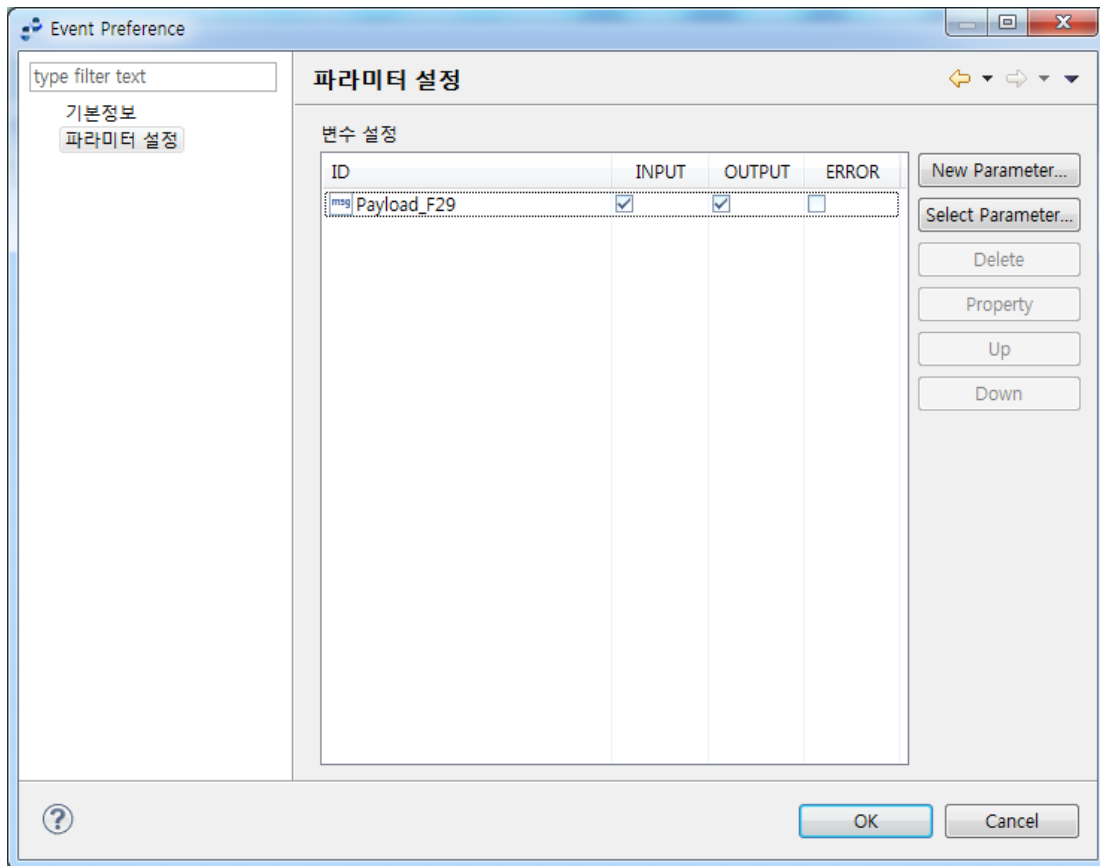 Event Preference
type filter text
기본정보
파라미터 설정
파라미터 설정
변수 설정
ID INPUT OUTPUT ERROR
msg Payload_F29
New Parameter...
Select Parameter...
Delete
Property
Up
Down
?
OK Cancel